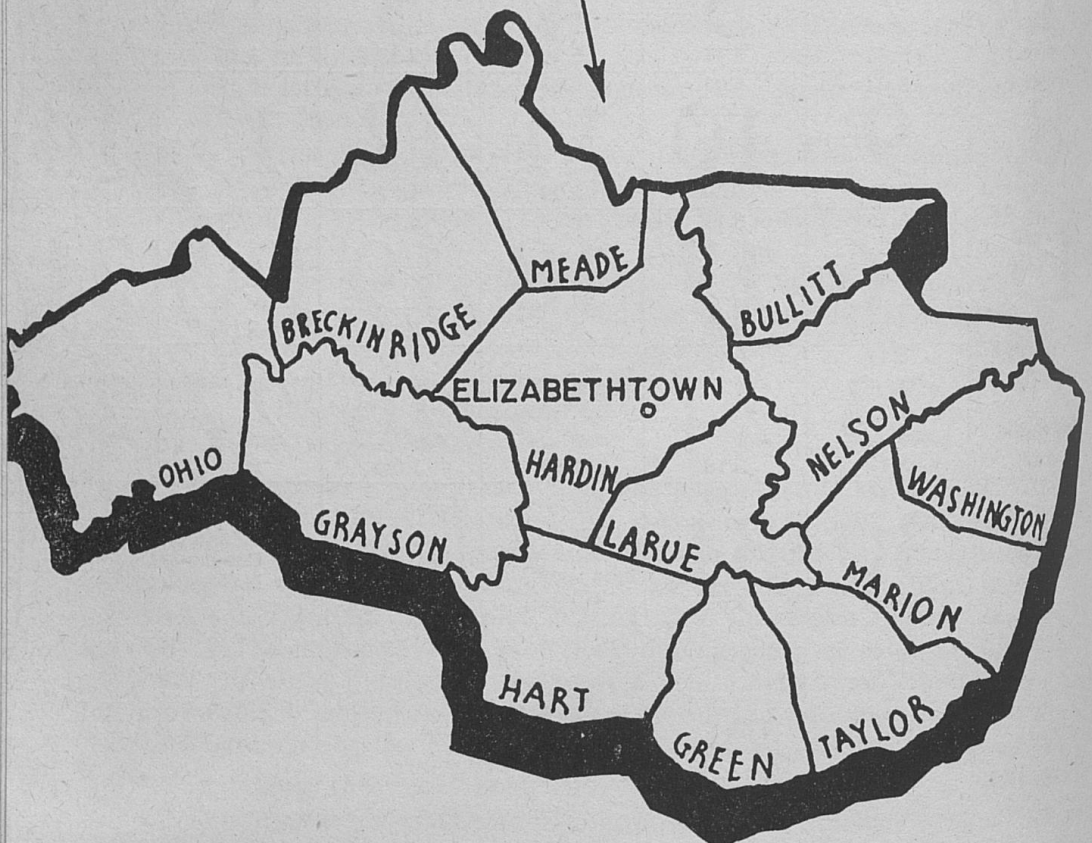 MEADE
BULLITT
BRECKINRIDGE
ELIZABETHTOWN
NELSON
OHIO
HARDIN
WASHINGTON
GRAYSON
LARUE
MARION
HART
GREEN
TAYLOR